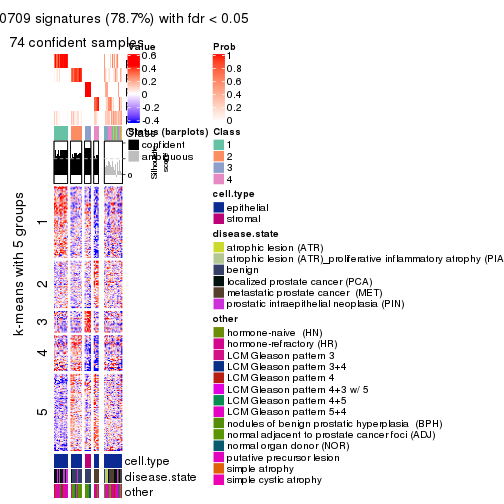 0709 signatures (78.7%) with fdr < 0.05
74 confident samples
Value
0.6
0.4
0.2
0
-0.2
-0.4
Prob
1
0.8
0.6
0.4
0.2
0
Status (barplots)
confident
ambiguous
Class
1
2
3
4
Class
Silhouette score
0
k-means with 5 groups
1
2
3
4
5
cell.type
epithelial
stromal
disease.state
atrophic lesion (ATR)
atrophic lesion (ATR)_proliferative inflammatory atrophy (PIA
benign
localized prostate cancer (PCA)
metastatic prostate cancer (MET)
prostatic intraepithelial neoplasia (PIN)
other
hormone-naive (HN)
hormone-refractory (HR)
LCM Gleason pattern 3
LCM Gleason pattern 3+4
LCM Gleason pattern 4
LCM Gleason pattern 4+3 w/ 5
LCM Gleason pattern 4+5
LCM Gleason pattern 5+4
nodules of benign prostatic hyperplasia (BPH)
normal adjacent to prostate cancer foci (ADJ)
normal organ donor (NOR)
putative precursor lesion
simple atrophy
simple cystic atrophy
cell.type
disease.state
other